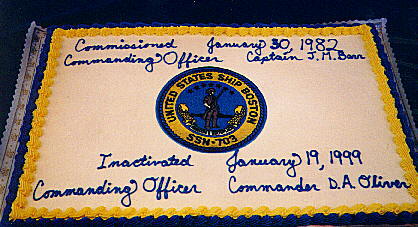 Commissioned January 30, 1982
Commanding Officer Captain J.M. Barr
UNITED STATES SHIP BOSTON
SSN-703
Inactivated January 19, 1999
Commanding Officer Commander D.A. Oliver